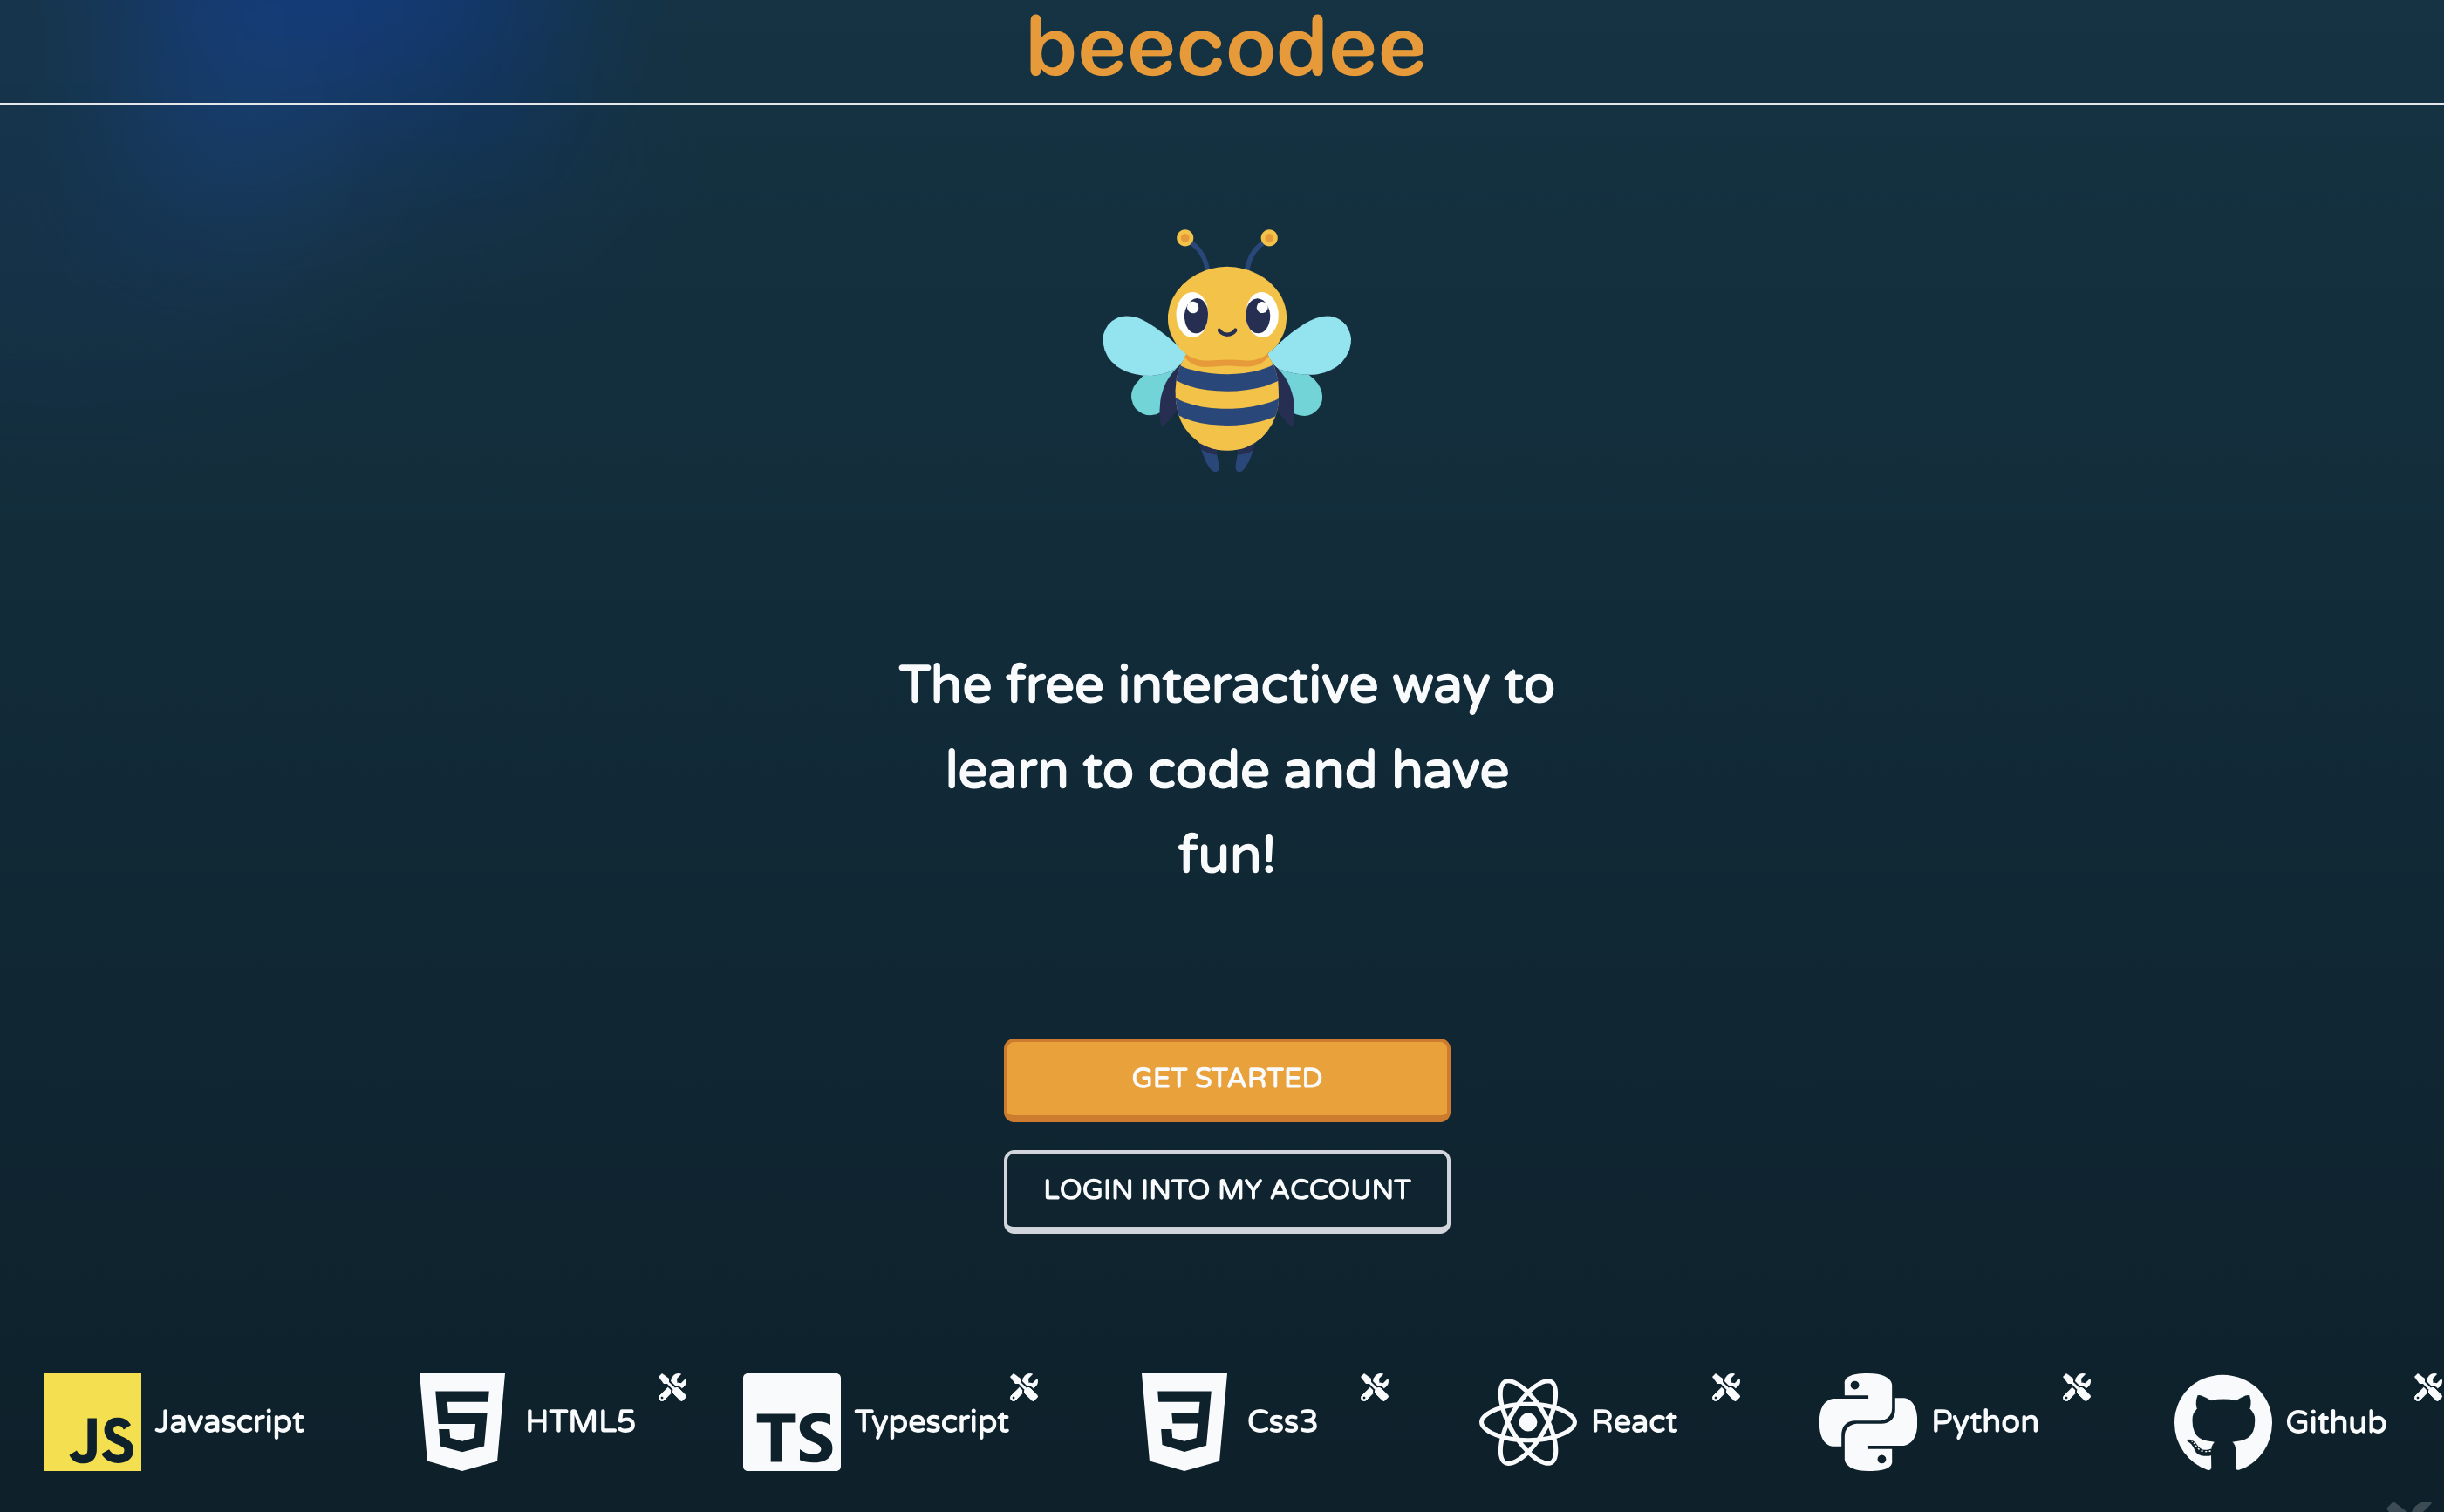 beecodee
The free interactive way to
learn to code and have
fun!
GET STARTED
LOGIN INTO MY ACCOUNT
JS Javascript HTML5 TS Typescript Css3 React Python Github